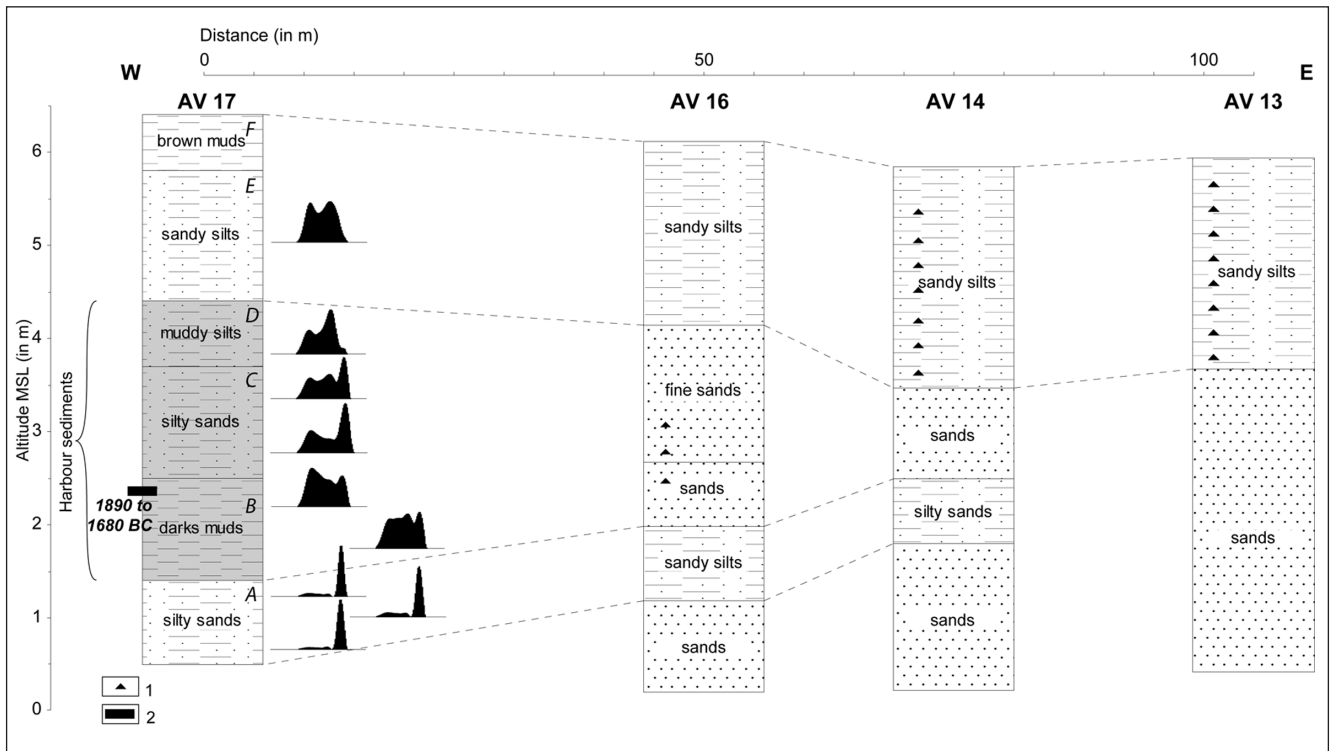 Distance (in m)
0 50 100
W E
AV 17 AV 16 AV 14 AV 13
Altitude MSL (in m)
6
5
4
3
2
1
0
Harbour sediments
1890 to
1680 BC
F
brown muds
E
sandy silts
D
muddy silts
C
silty sands
B
darks muds
A
silty sands
sandy silts
fine sands
sands
sandy silts
sands
sandy silts
sands
silty sands
sands
sandy silts
sands
1
2